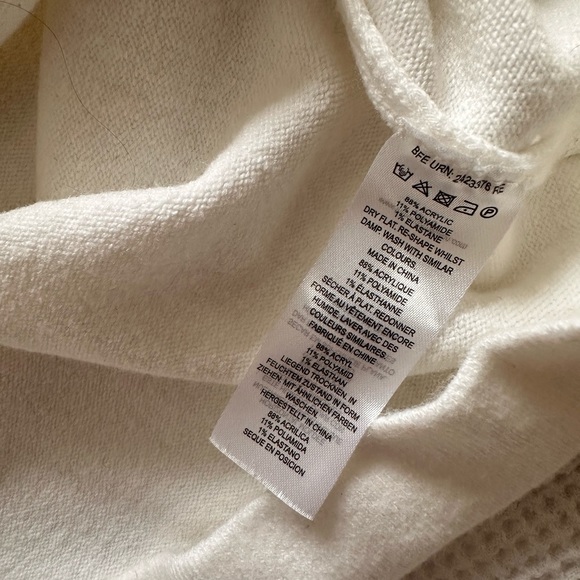 BFE URN:
88% ACRYLIC
11% POLYAMIDE
1% ELASTANE
DRY FLAT. RE-SHAPE WHILST
DAMP. WASH WITH SIMILAR
COLOURS.
MADE IN CHINA
88% ACRYLIQUE
11% POLYAMIDE
1% ÉLASTHANNE
SÉCHER À PLAT. REDONNER
FORME AU VÊTEMENT ENCORE
HUMIDE. LAVER AVEC DES
COULEURS SIMILAIRES.
FABRIQUÉ EN CHINE
88% ACRYL
11% POLYAMID
1% ELASTHAN
LIEGEND TROCKNEN. IN
FEUCHTEM ZUSTAND IN FORM
ZIEHEN. MIT ÄHNLICHEN FARBEN
WASCHEN.
HERGESTELLT IN CHINA
88% ACRILICA
11% POLIAMIDA
1% ELASTANO
SEQUE EN POSICION